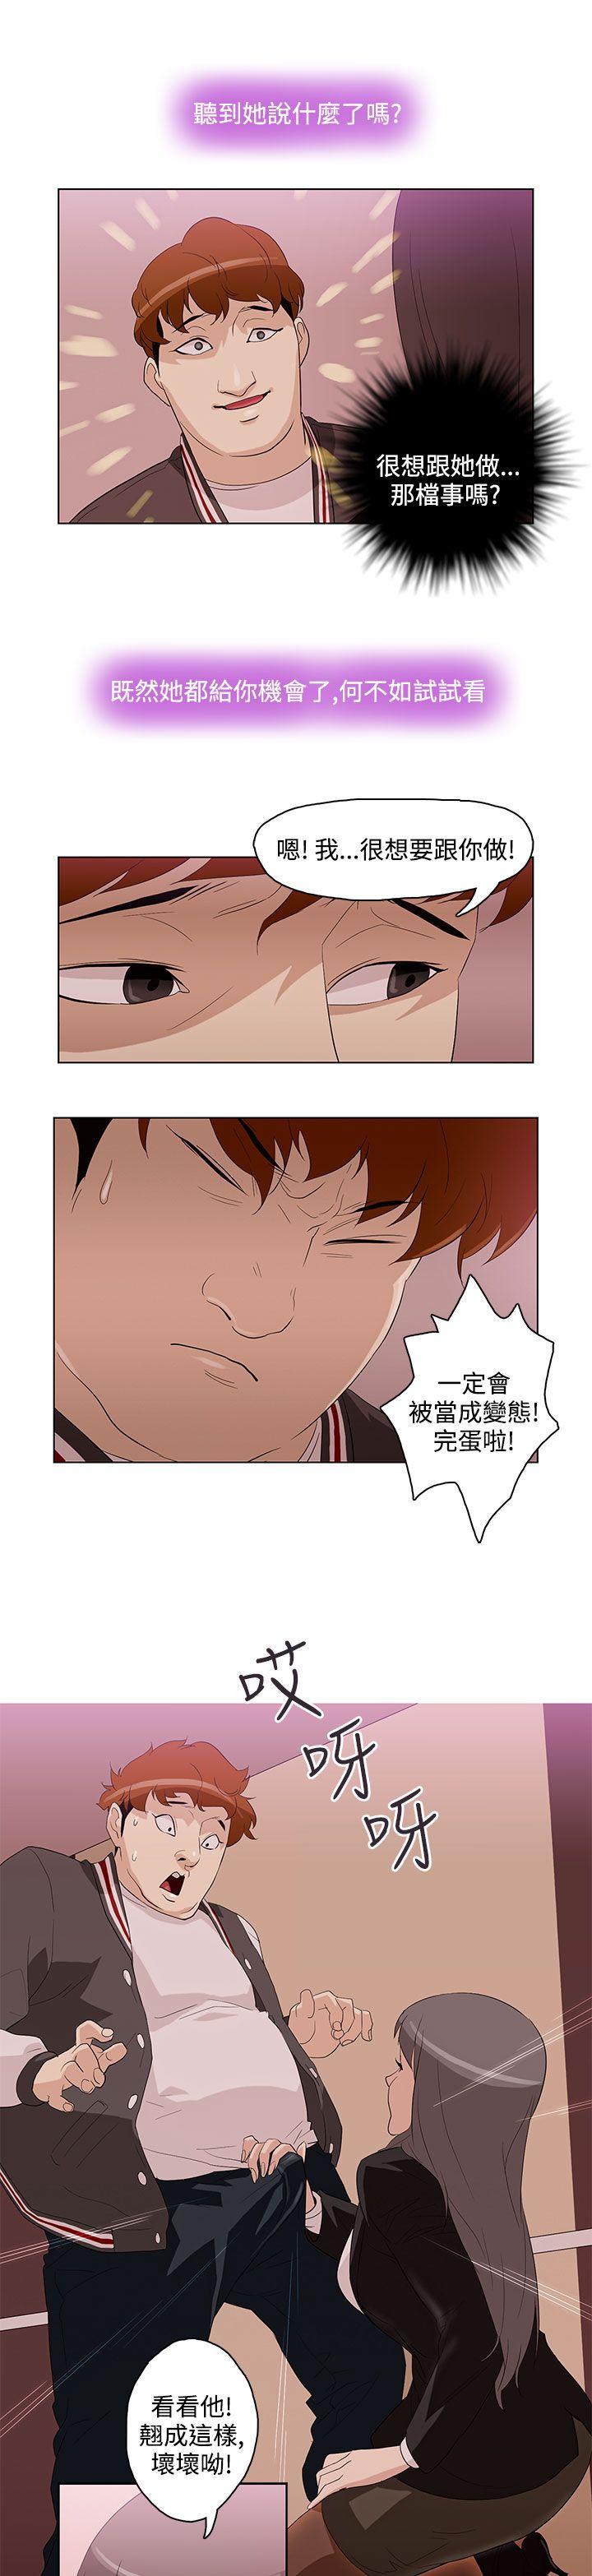 聽到她說什麼了嗎?
很想跟她做...
那檔事嗎?
既然她都給你機會了,何不如試試看
嗯! 我...很想要跟你做!
一定會
被當成變態!
完蛋啦!
哎
呀
呀
看看他!
翹成這樣,
壞壞呦!